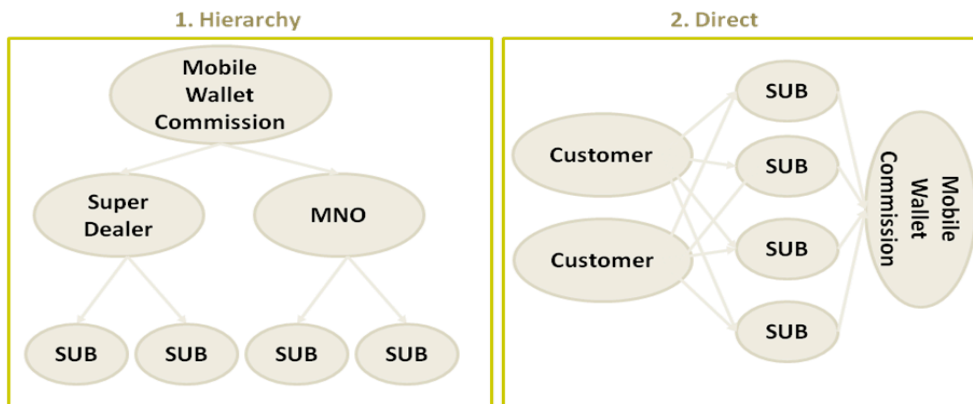 1. Hierarchy
Mobile
Wallet
Commission
Super
Dealer
MNO
SUB
SUB
SUB
SUB
2. Direct
Customer
Customer
SUB
SUB
SUB
SUB
Mobile
Wallet
Commission